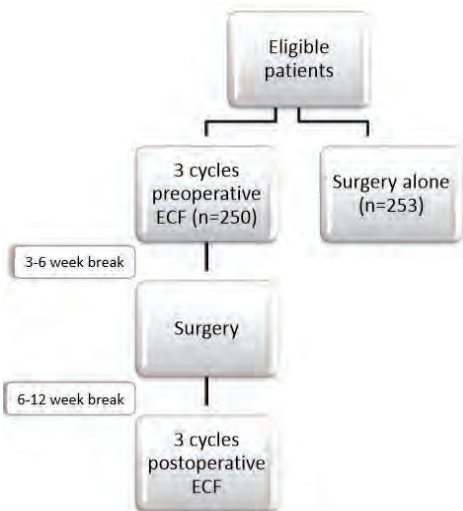 Eligible
patients
3 cycles
preoperative
ECF (n=250)
Surgery alone
(n=253)
3-6 week break
Surgery
6-12 week break
3 cycles
postoperative
ECF